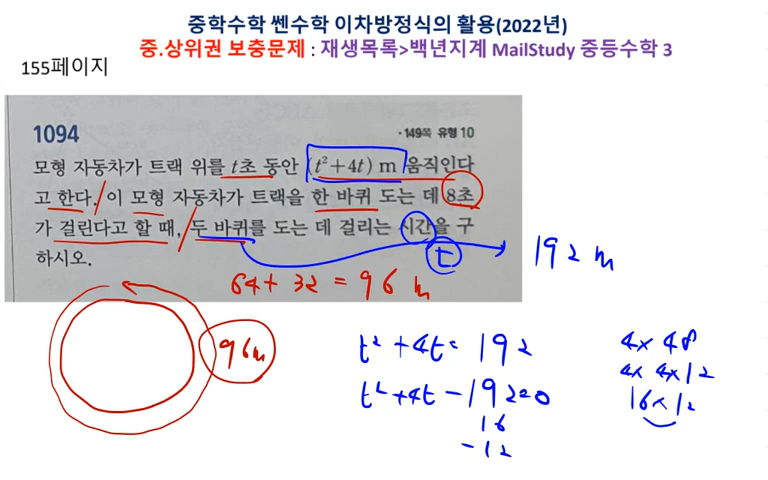 중학수학 쎈수학 이차방정식의 활용(2022년)
중.상위권 보충문제 : 재생목록>백년지계 MailStudy 중등수학 3
155페이지
1094
· 149쪽 유형 10
모형 자동차가 트랙 위를 t초 동안 (t²+4t) m 움직인다
고 한다. 이 모형 자동차가 트랙을 한 바퀴 도는 데 8초
가 걸린다고 할 때, 두 바퀴를 도는 데 걸리는 시간을 구
하시오.
t
192 m
64+32=96 m
96m
t²+4t=192
t²+4t-192=0
16
-12
4×48
4×4×12
16×12